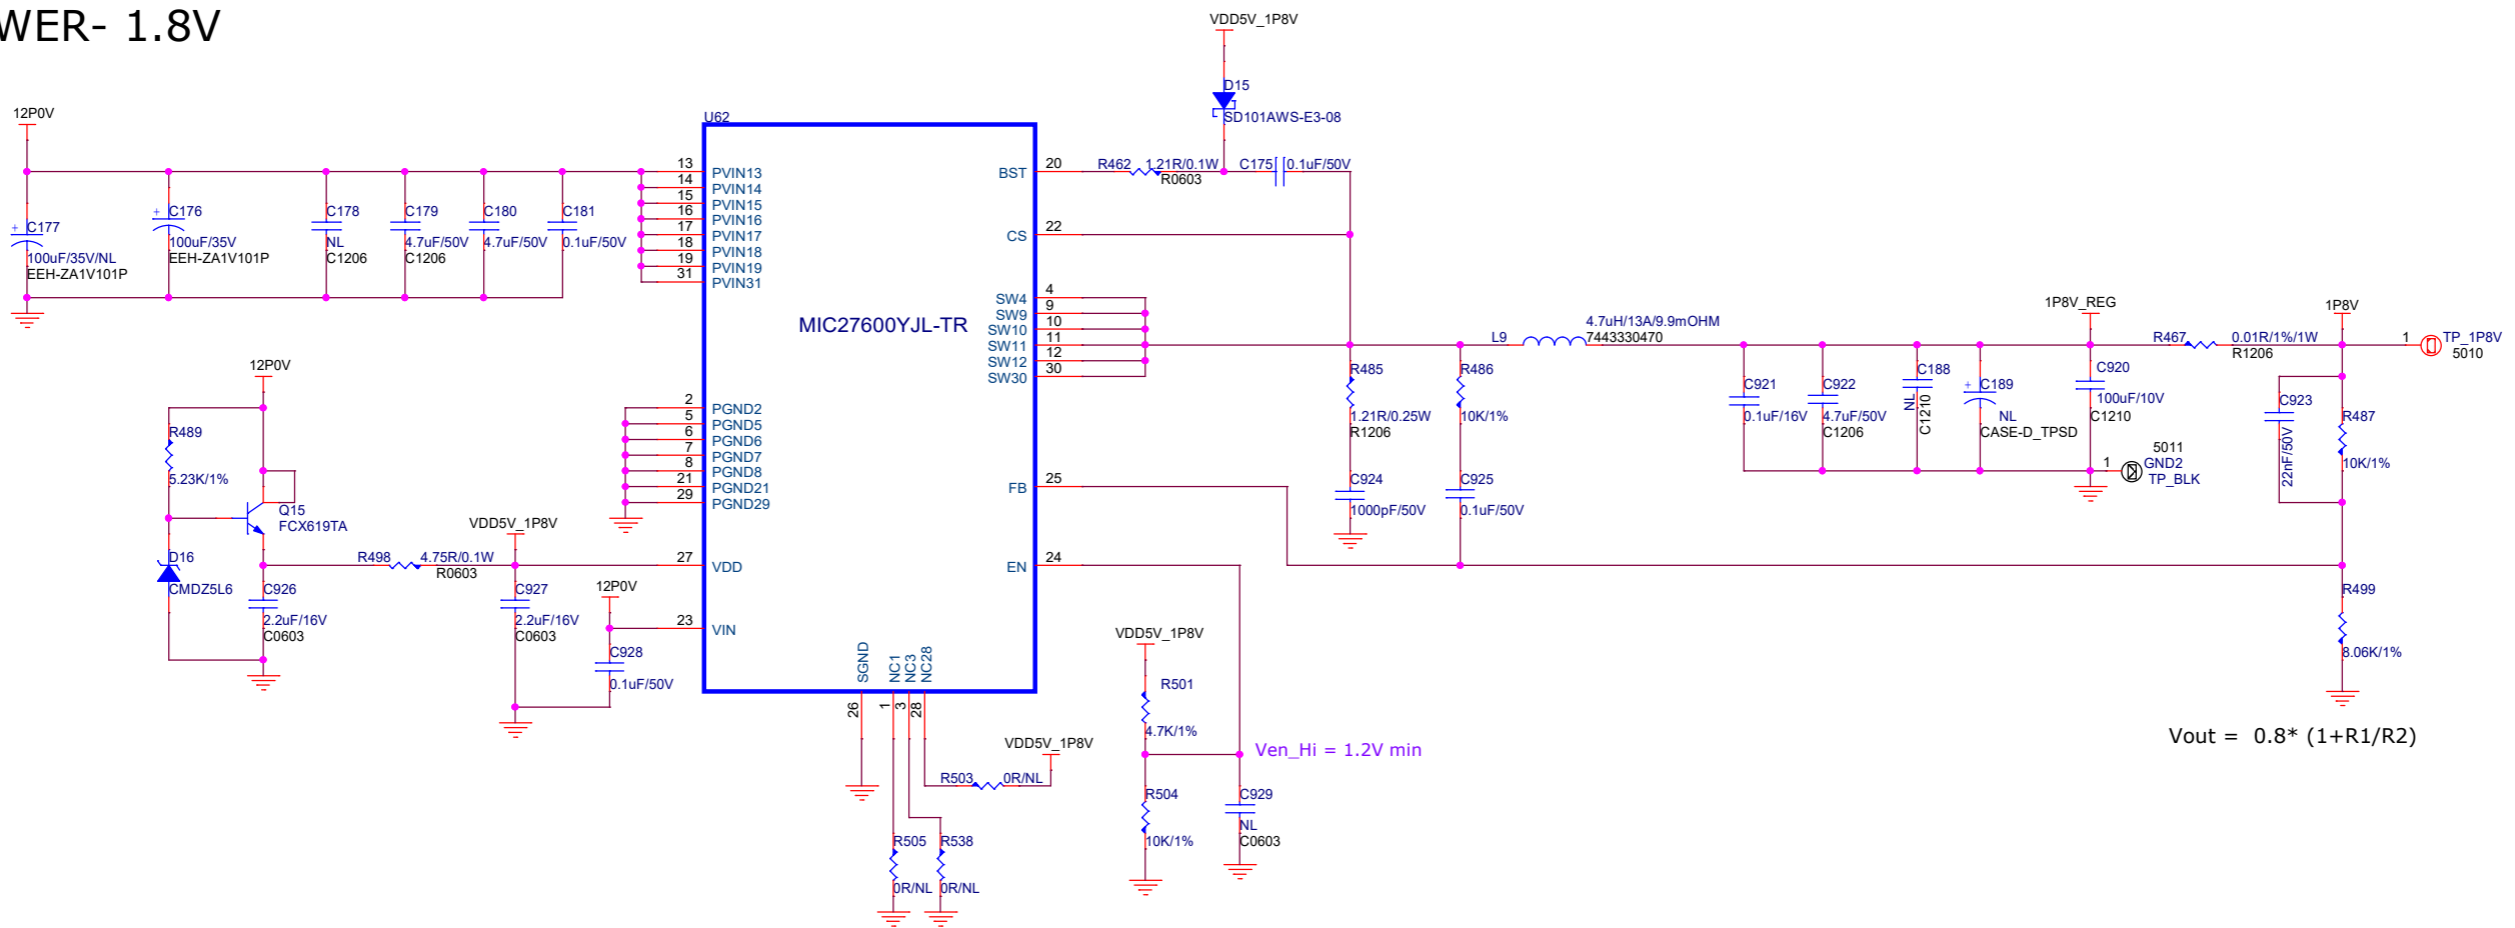 WER- 1.8V
VDD5V_1P8V
D15
SD101AWS-E3-08
12P0V
C177
100uF/35V/NL
EEH-ZA1V101P
C176
100uF/35V
EEH-ZA1V101P
C178
NL
C1206
C179
4.7uF/50V
C1206
C180
4.7uF/50V
C181
0.1uF/50V
U62
MIC27600YJL-TR
13 PVIN13
14 PVIN14
15 PVIN15
16 PVIN16
17 PVIN17
18 PVIN18
19 PVIN19
31 PVIN31
2 PGND2
5 PGND5
6 PGND6
7 PGND7
8 PGND8
21 PGND21
29 PGND29
27 VDD
23 VIN
BST 20
CS 22
SW4 4
SW9 9
SW10 10
SW11 11
SW12 12
SW30 30
FB 25
EN 24
SGND 26
NC1 1
NC3 3
NC28 28
R462 1.21R/0.1W
R0603
C175 0.1uF/50V
12P0V
R489
5.23K/1%
Q15
FCX619TA
D16
CMDZ5L6
C926
2.2uF/16V
C0603
R498 4.75R/0.1W
R0603
VDD5V_1P8V
C927
2.2uF/16V
C0603
12P0V
C928
0.1uF/50V
R503 0R/NL
VDD5V_1P8V
R505
0R/NL
R538
0R/NL
VDD5V_1P8V
R501
4.7K/1%
R504
10K/1%
C929
NL
C0603
Ven_Hi = 1.2V min
R485
1.21R/0.25W
R1206
C924
1000pF/50V
R486
10K/1%
C925
0.1uF/50V
L9
4.7uH/13A/9.9mOHM
7443330470
C921
0.1uF/16V
C922
4.7uF/50V
C1206
C188
NL
C1210
C189
NL
CASE-D_TPSD
1P8V_REG
C920
100uF/10V
C1210
1
5011
GND2
TP_BLK
R467 0.01R/1%/1W
R1206
1P8V
1 TP_1P8V
5010
C923
22nF/50V
R487
10K/1%
R499
8.06K/1%
Vout = 0.8* (1+R1/R2)